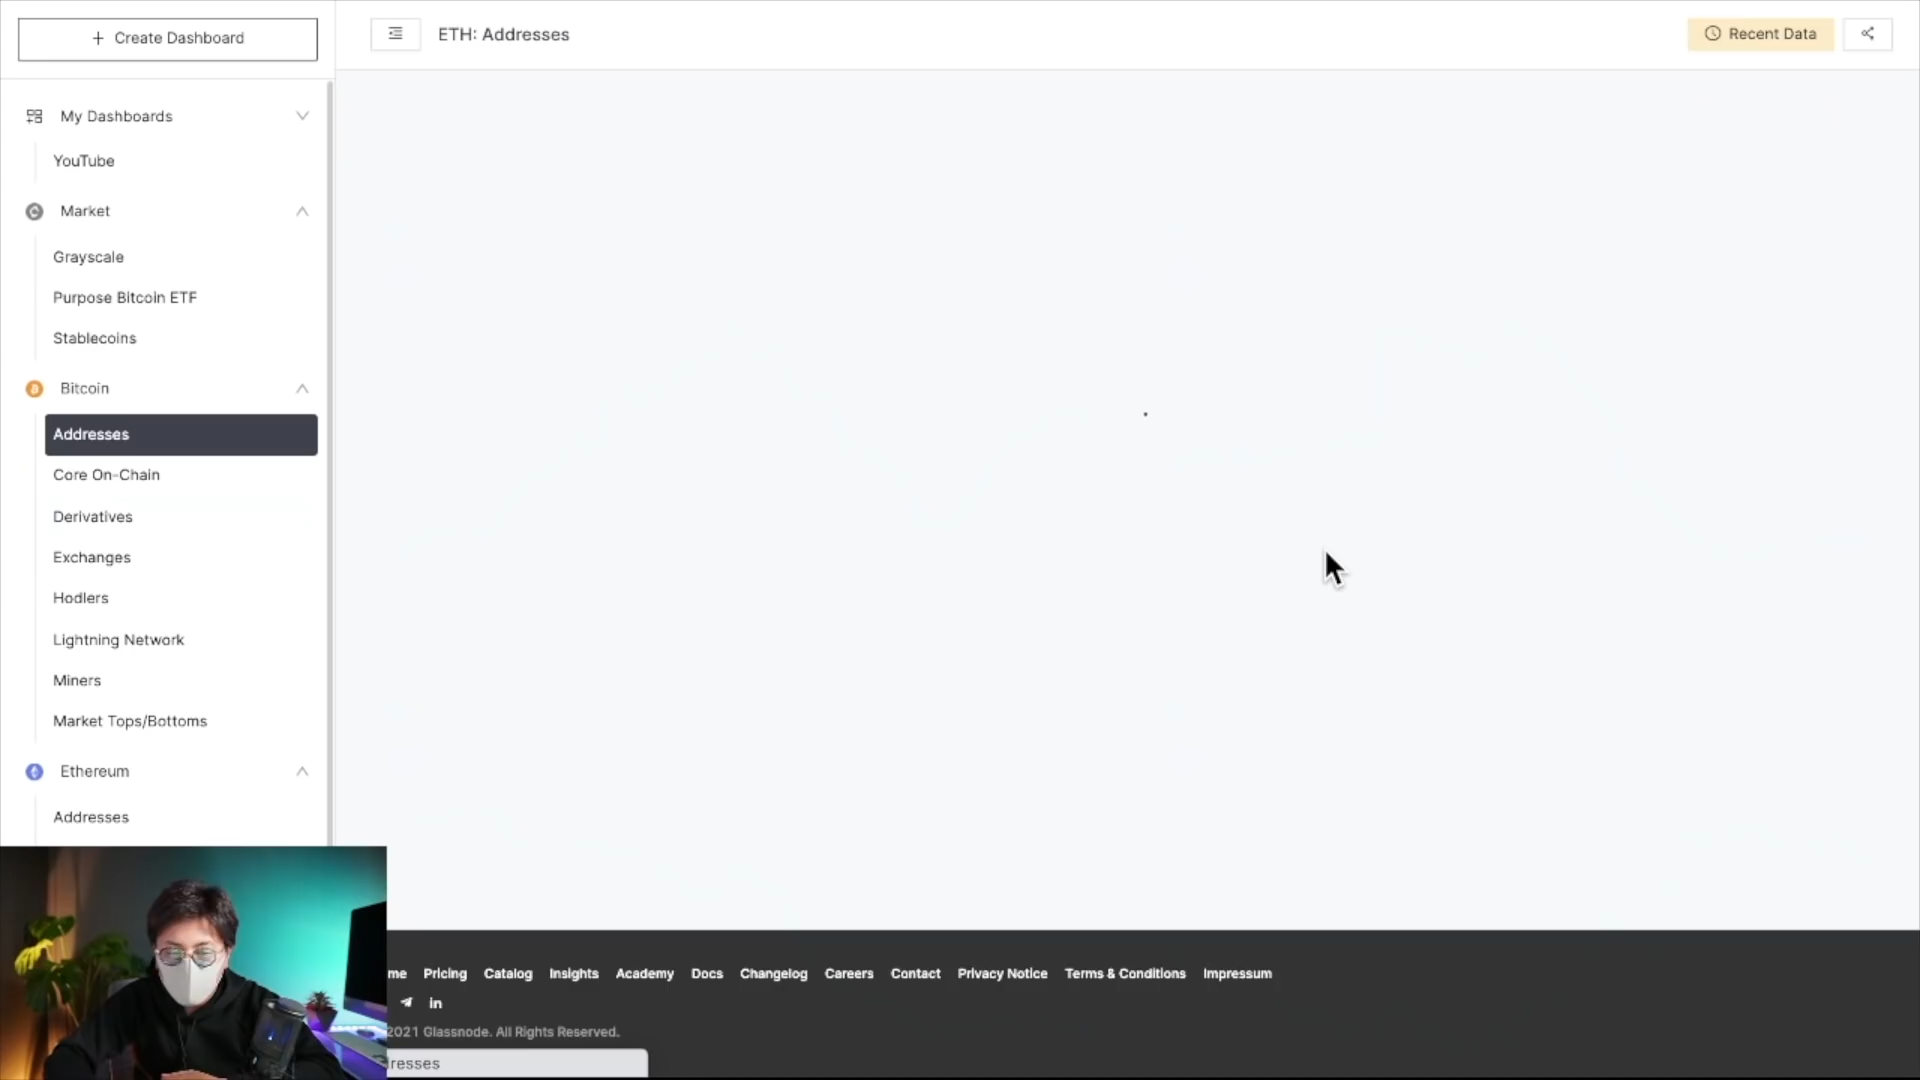 + Create Dashboard
ETH: Addresses
Recent Data
My Dashboards
YouTube
Market
Grayscale
Purpose Bitcoin ETF
Stablecoins
Bitcoin
Addresses
Core On-Chain
Derivatives
Exchanges
Hodlers
Lightning Network
Miners
Market Tops/Bottoms
Ethereum
Addresses
me Pricing Catalog Insights Academy Docs Changelog Careers Contact Privacy Notice Terms & Conditions Impressum
in
2021 Glassnode. All Rights Reserved.
resses